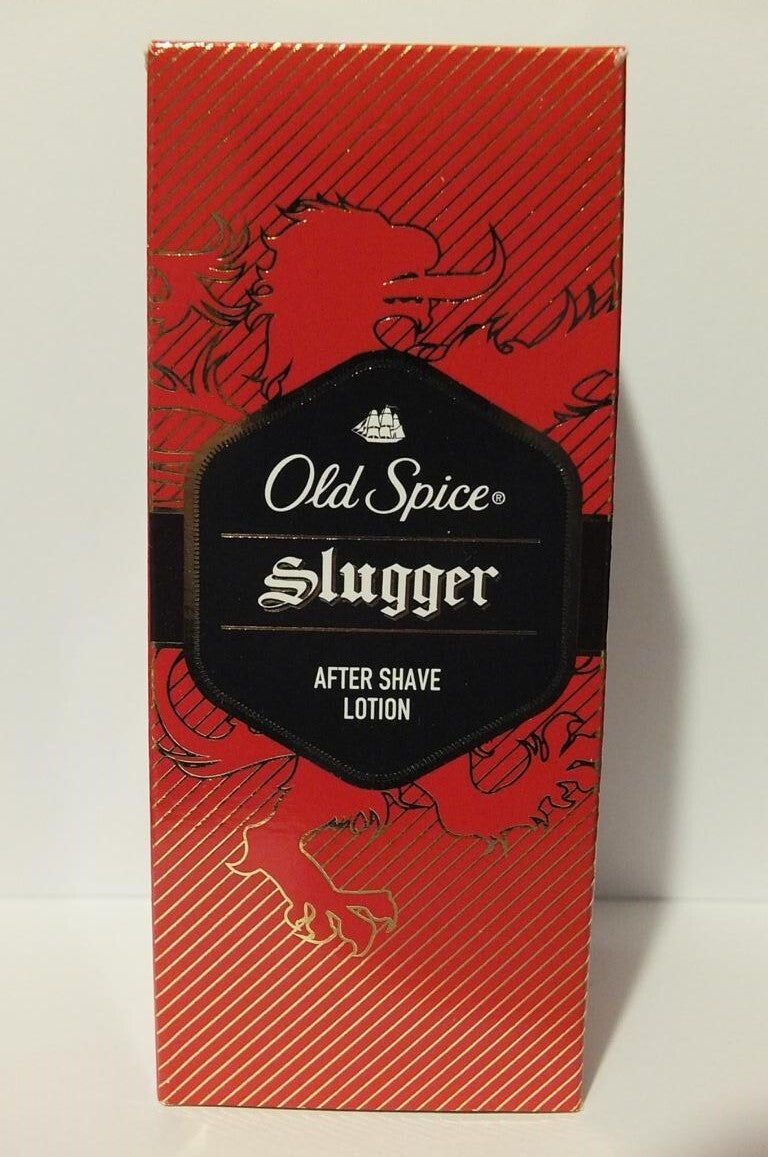 Old Spice®
Slugger
AFTER SHAVE
LOTION